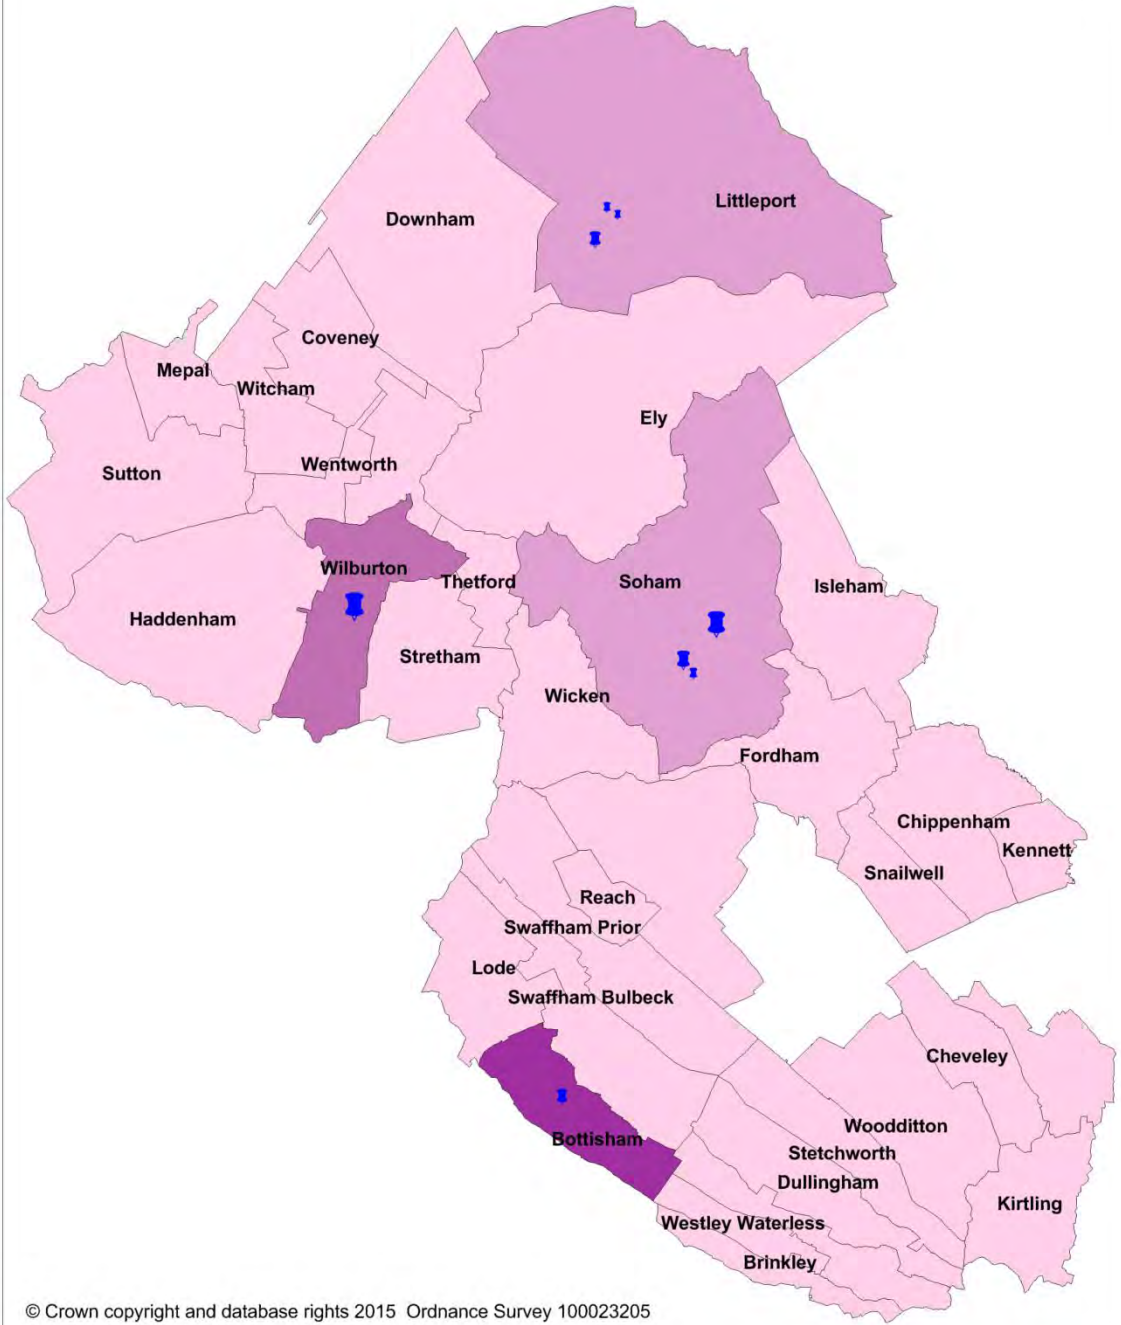 Littleport
Downham
Coveney
Mepal
Witcham
Ely
Wentworth
Sutton
Wilburton
Thetford
Soham
Isleham
Haddenham
Stretham
Wicken
Fordham
Chippenham
Kennett
Snailwell
Reach
Swaffham Prior
Lode
Swaffham Bulbeck
Cheveley
Woodditton
Bottisham
Stetchworth
Dullingham
Kirtling
Westley Waterless
Brinkley
© Crown copyright and database rights 2015 Ordnance Survey 100023205